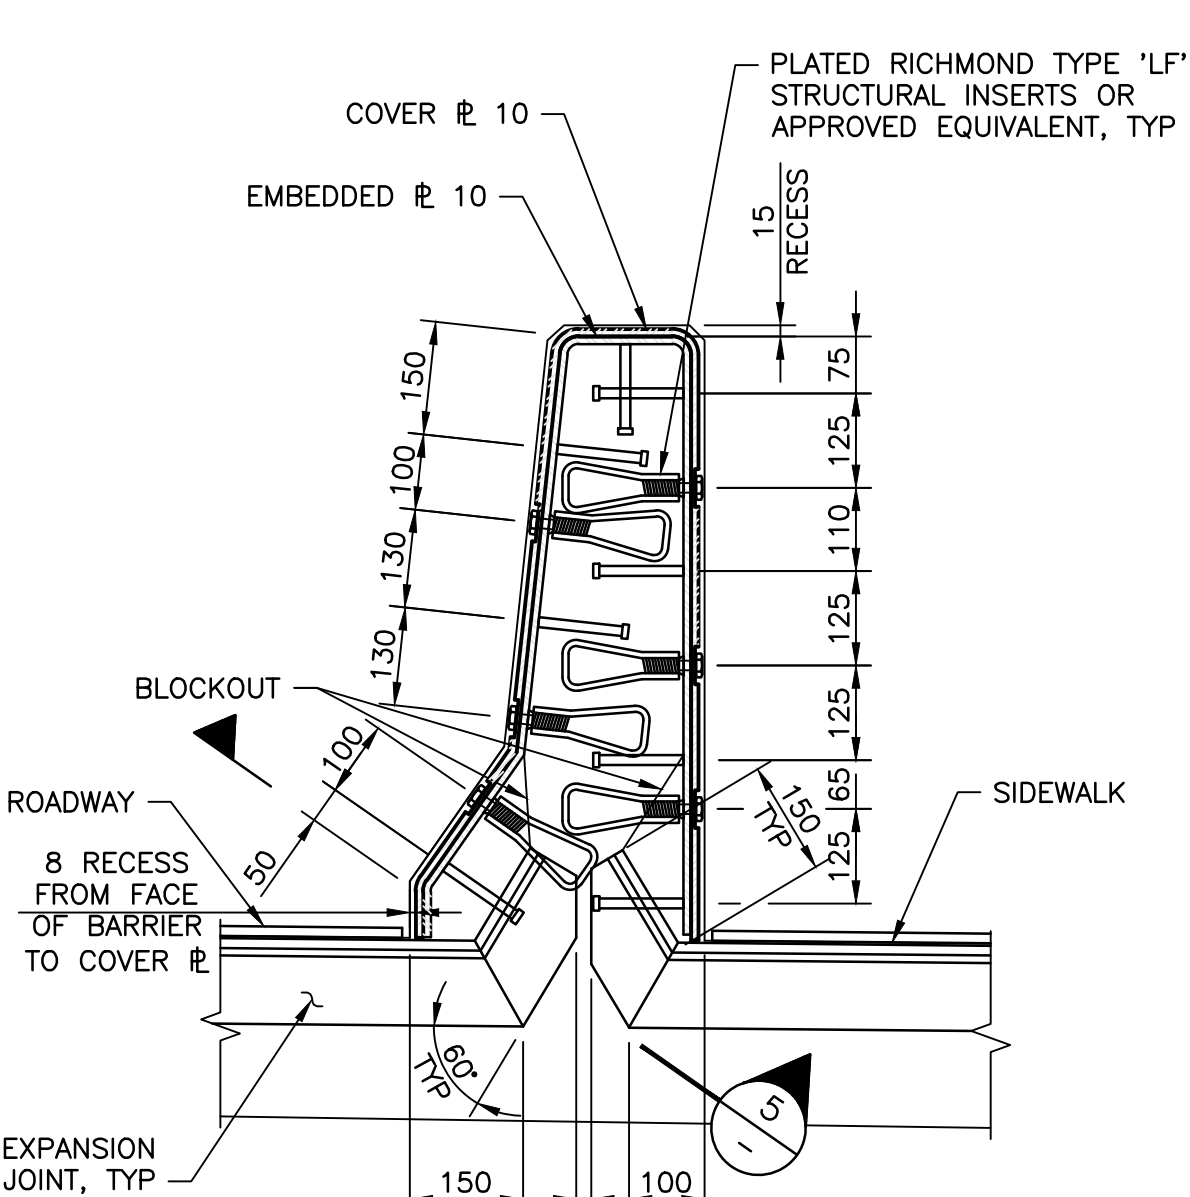 PLATED RICHMOND TYPE 'LF'
STRUCTURAL INSERTS OR
APPROVED EQUIVALENT, TYP
COVER ⅊ 10
EMBEDDED ⅊ 10
15
RECESS
75
125
110
125
125
65
125
150
100
130
130
100
50
BLOCKOUT
ROADWAY
8 RECESS
FROM FACE
OF BARRIER
TO COVER ⅊
150
TYP
SIDEWALK
60°
TYP
5
-
EXPANSION
JOINT, TYP
150
100